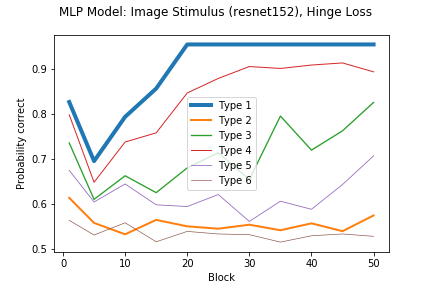 MLP Model: Image Stimulus (resnet152), Hinge Loss
Probability correct
0.9
0.8
0.7
0.6
0.5
Type 1
Type 2
Type 3
Type 4
Type 5
Type 6
0 10 20 30 40 50
Block